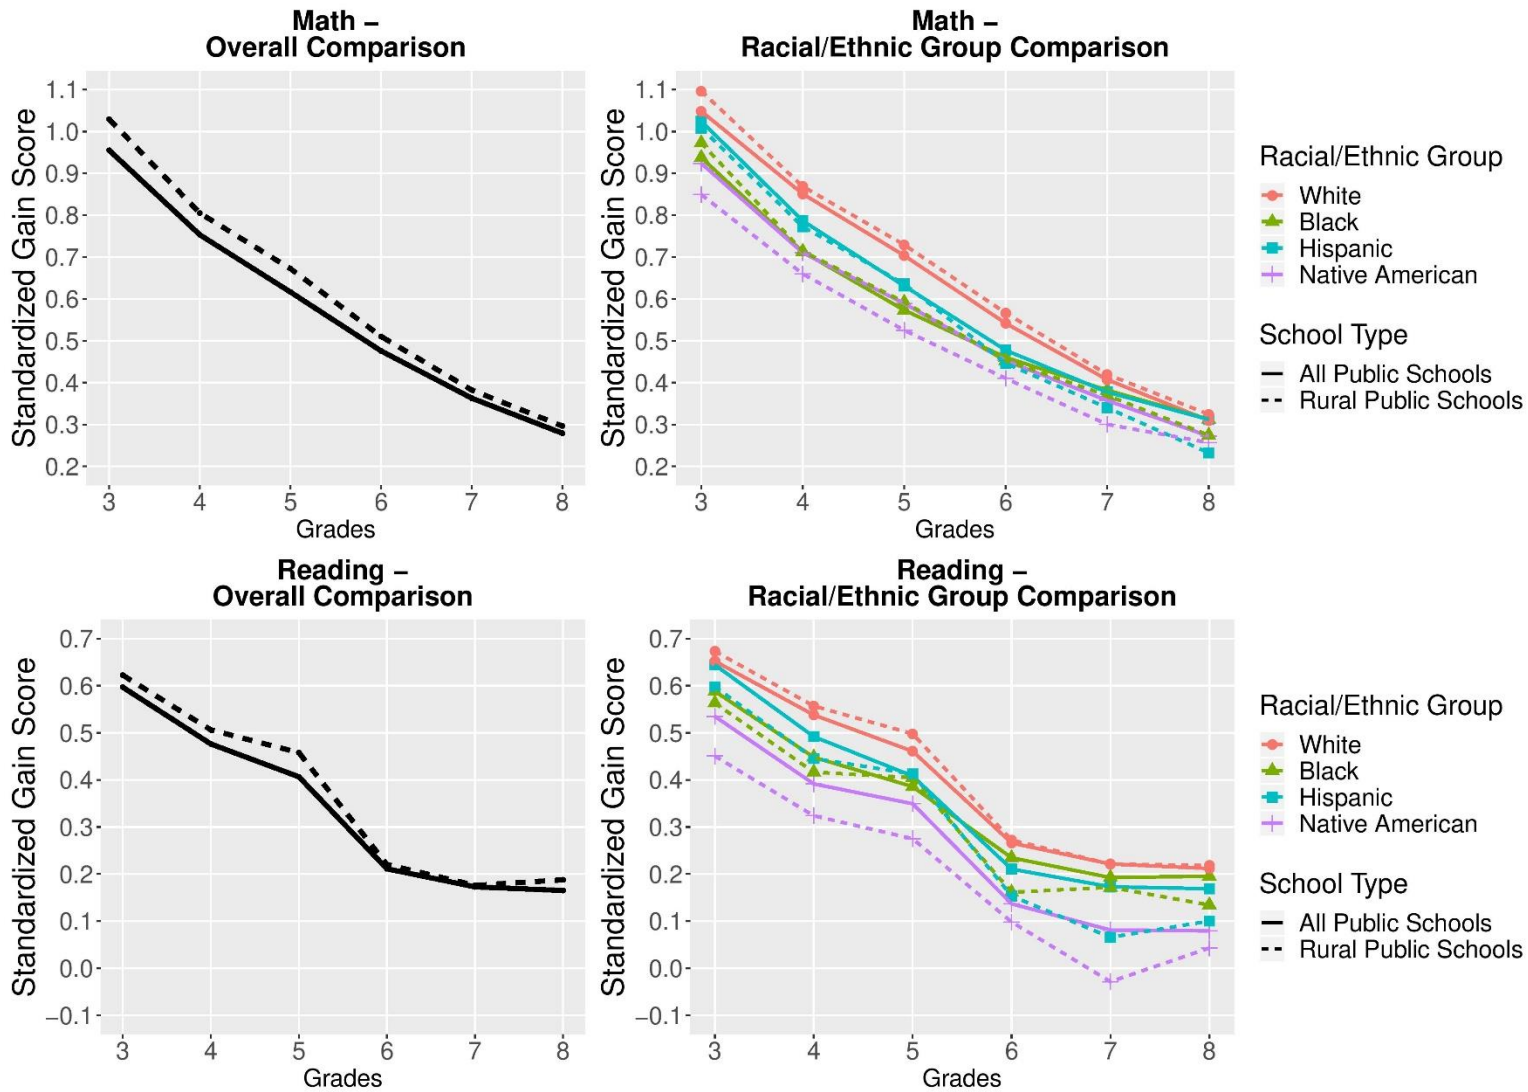 Math –
Overall Comparison
Standardized Gain Score
1.1
1.0
0.9
0.8
0.7
0.6
0.5
0.4
0.3
0.2
3 4 5 6 7 8
Grades
Math –
Racial/Ethnic Group Comparison
Standardized Gain Score
1.1
1.0
0.9
0.8
0.7
0.6
0.5
0.4
0.3
0.2
3 4 5 6 7 8
Grades
Racial/Ethnic Group
White
Black
Hispanic
Native American
School Type
All Public Schools
Rural Public Schools
Reading –
Overall Comparison
Standardized Gain Score
0.7
0.6
0.5
0.4
0.3
0.2
0.1
0.0
−0.1
3 4 5 6 7 8
Grades
Reading –
Racial/Ethnic Group Comparison
Standardized Gain Score
0.7
0.6
0.5
0.4
0.3
0.2
0.1
0.0
−0.1
3 4 5 6 7 8
Grades
Racial/Ethnic Group
White
Black
Hispanic
Native American
School Type
All Public Schools
Rural Public Schools